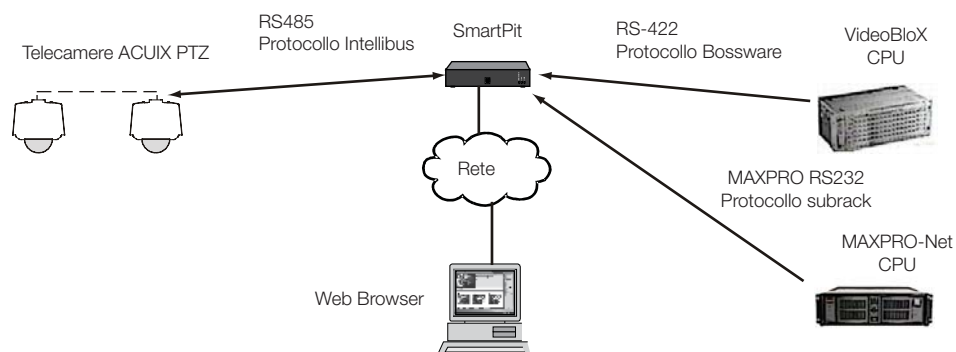 RS485
Protocollo Intellibus
SmartPit
RS-422
Protocollo Bossware
VideoBloX
CPU
Telecamere ACUIX PTZ
Rete
MAXPRO RS232
Protocollo subrack
MAXPRO-Net
CPU
Web Browser